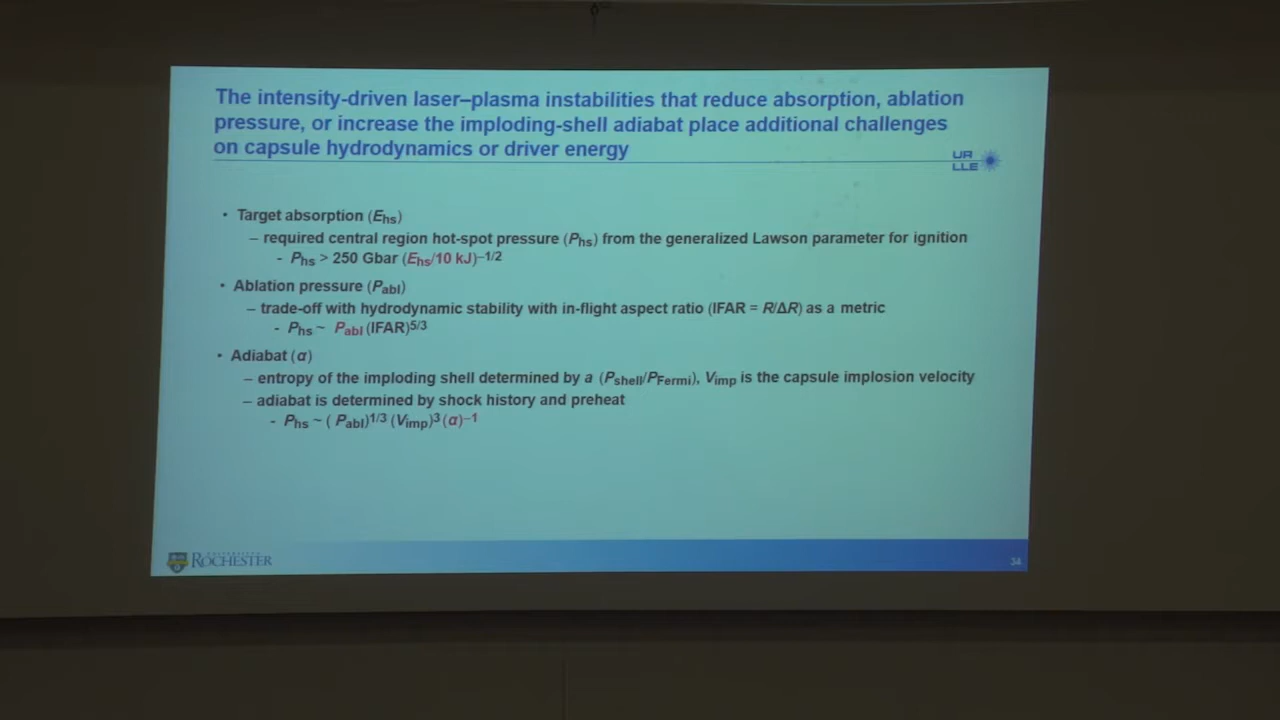 The intensity-driven laser–plasma instabilities that reduce absorption, ablation
pressure, or increase the imploding-shell adiabat place additional challenges
on capsule hydrodynamics or driver energy
UR
LLE
• Target absorption (Ehs)
– required central region hot-spot pressure (Phs) from the generalized Lawson parameter for ignition
- Phs > 250 Gbar (Ehs/10 kJ)–1/2
• Ablation pressure (Pabl)
– trade-off with hydrodynamic stability with in-flight aspect ratio (IFAR = R/ΔR) as a metric
- Phs ~ Pabl (IFAR)5/3
• Adiabat (α)
– entropy of the imploding shell determined by a (Pshell/PFermi), Vimp is the capsule implosion velocity
– adiabat is determined by shock history and preheat
- Phs ~ ( Pabl)1/3 (Vimp)3 (α)–1
UNIVERSITY of
ROCHESTER
34